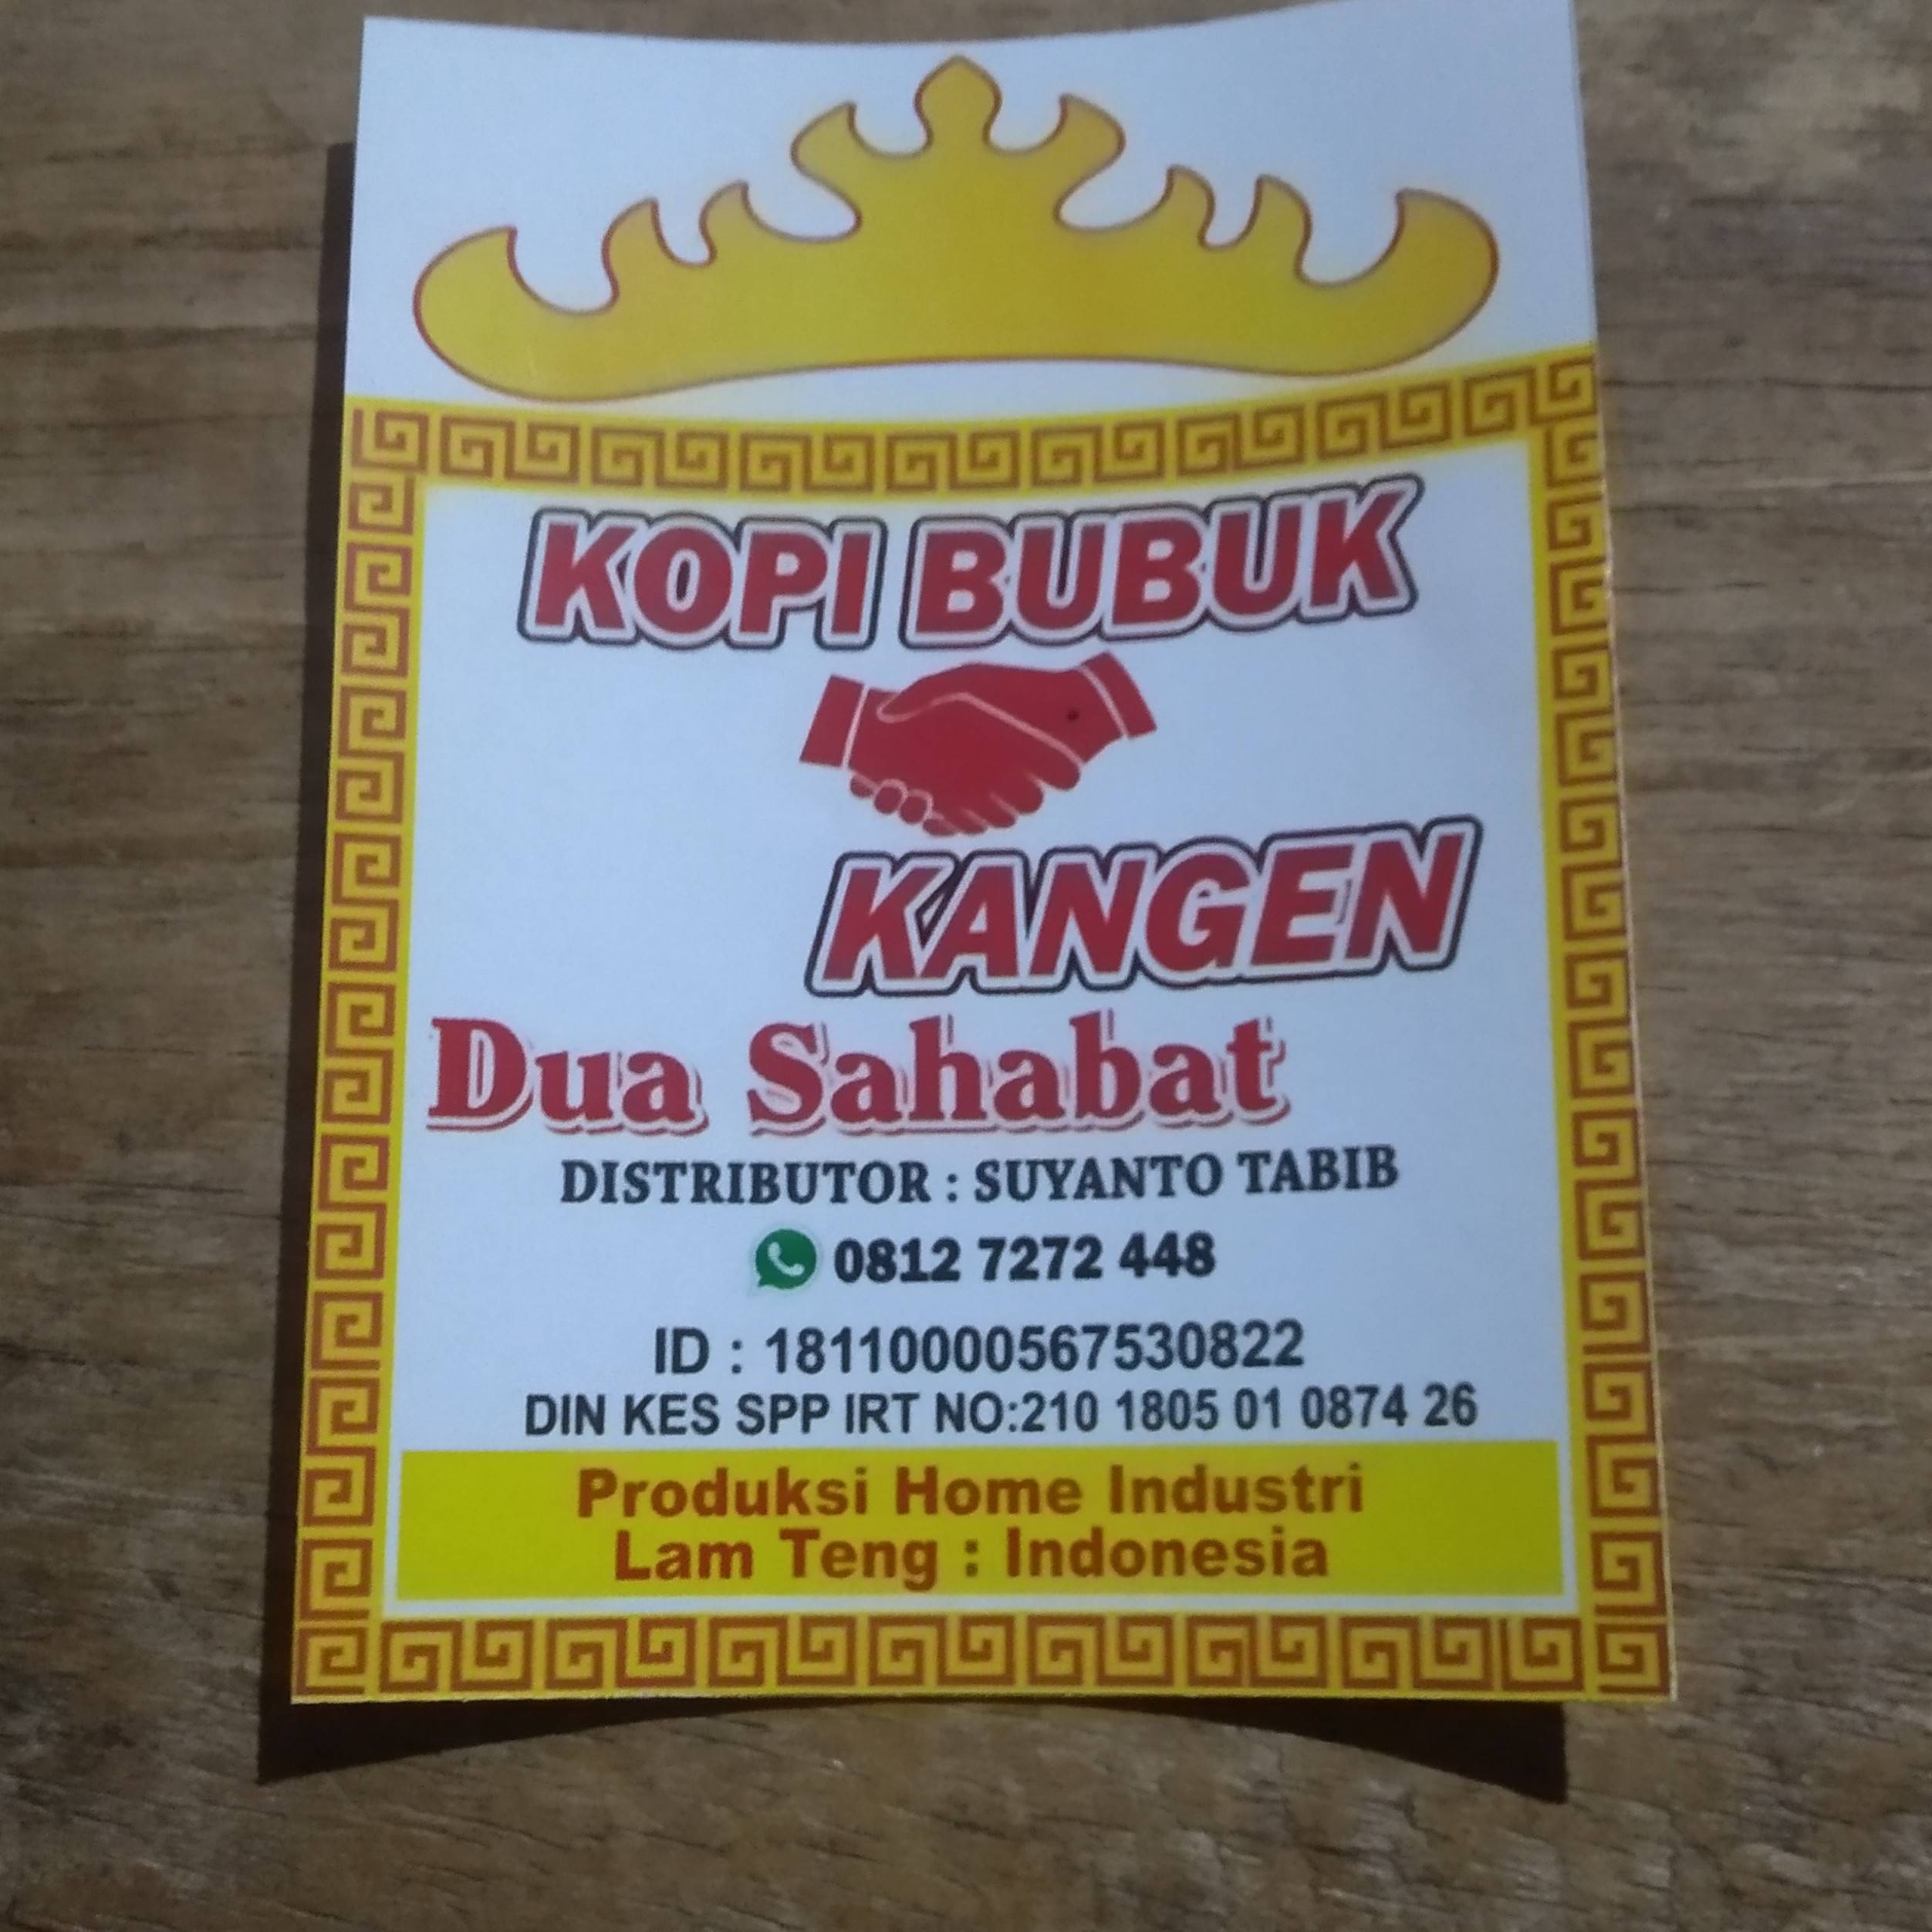 KOPI BUBUK
KANGEN
Dua Sahabat
DISTRIBUTOR : SUYANTO TABIB
0812 7272 448
ID : 18110000567530822
DIN KES SPP IRT NO:210 1805 01 0874 26
Produksi Home Industri
Lam Teng : Indonesia